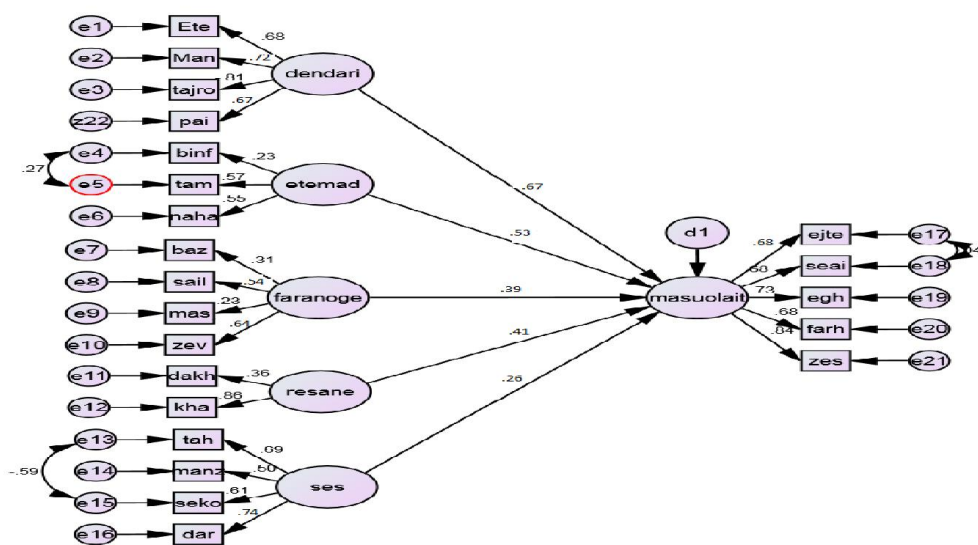 e1 Ete .68
e2 Man .72 dendari
e3 tajro .81
z22 pai .67
e4 binf .23
.27 e5 tam .57 etemad
e6 naha .55
.67
.53
e7 baz .31
e8 sail .54
e9 mas .23 faranoge .39
e10 zev .61
e11 dakh .36 resane .41
e12 kha .86
e13 toh .69
-.59 e14 manz .60 ses .26
e15 seko .61
e16 dar .74
d1
masuolait
.68 ejte e17
seai e18
.73 egh e19
.68 farh e20
.84 zes e21